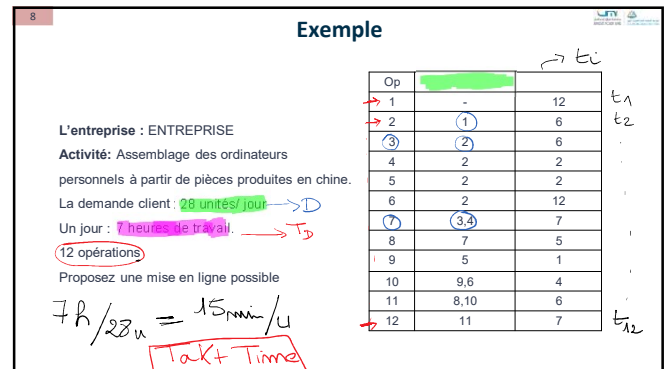 8
Exemple
→ ti
Op
1 - 12 t1
2 1 6 t2
3 2 6
4 2 2
5 2 2
6 2 12
7 3,4 7
8 7 5
9 5 1
10 9,6 4
11 8,10 6
12 11 7 t12
L'entreprise : ENTREPRISE
Activité: Assemblage des ordinateurs
personnels à partir de pièces produites en chine.
La demande client : 28 unités/ jour → D
Un jour : 7 heures de travail. → TD
12 opérations
Proposez une mise en ligne possible
7h/28u = 15min/u
Takt Time